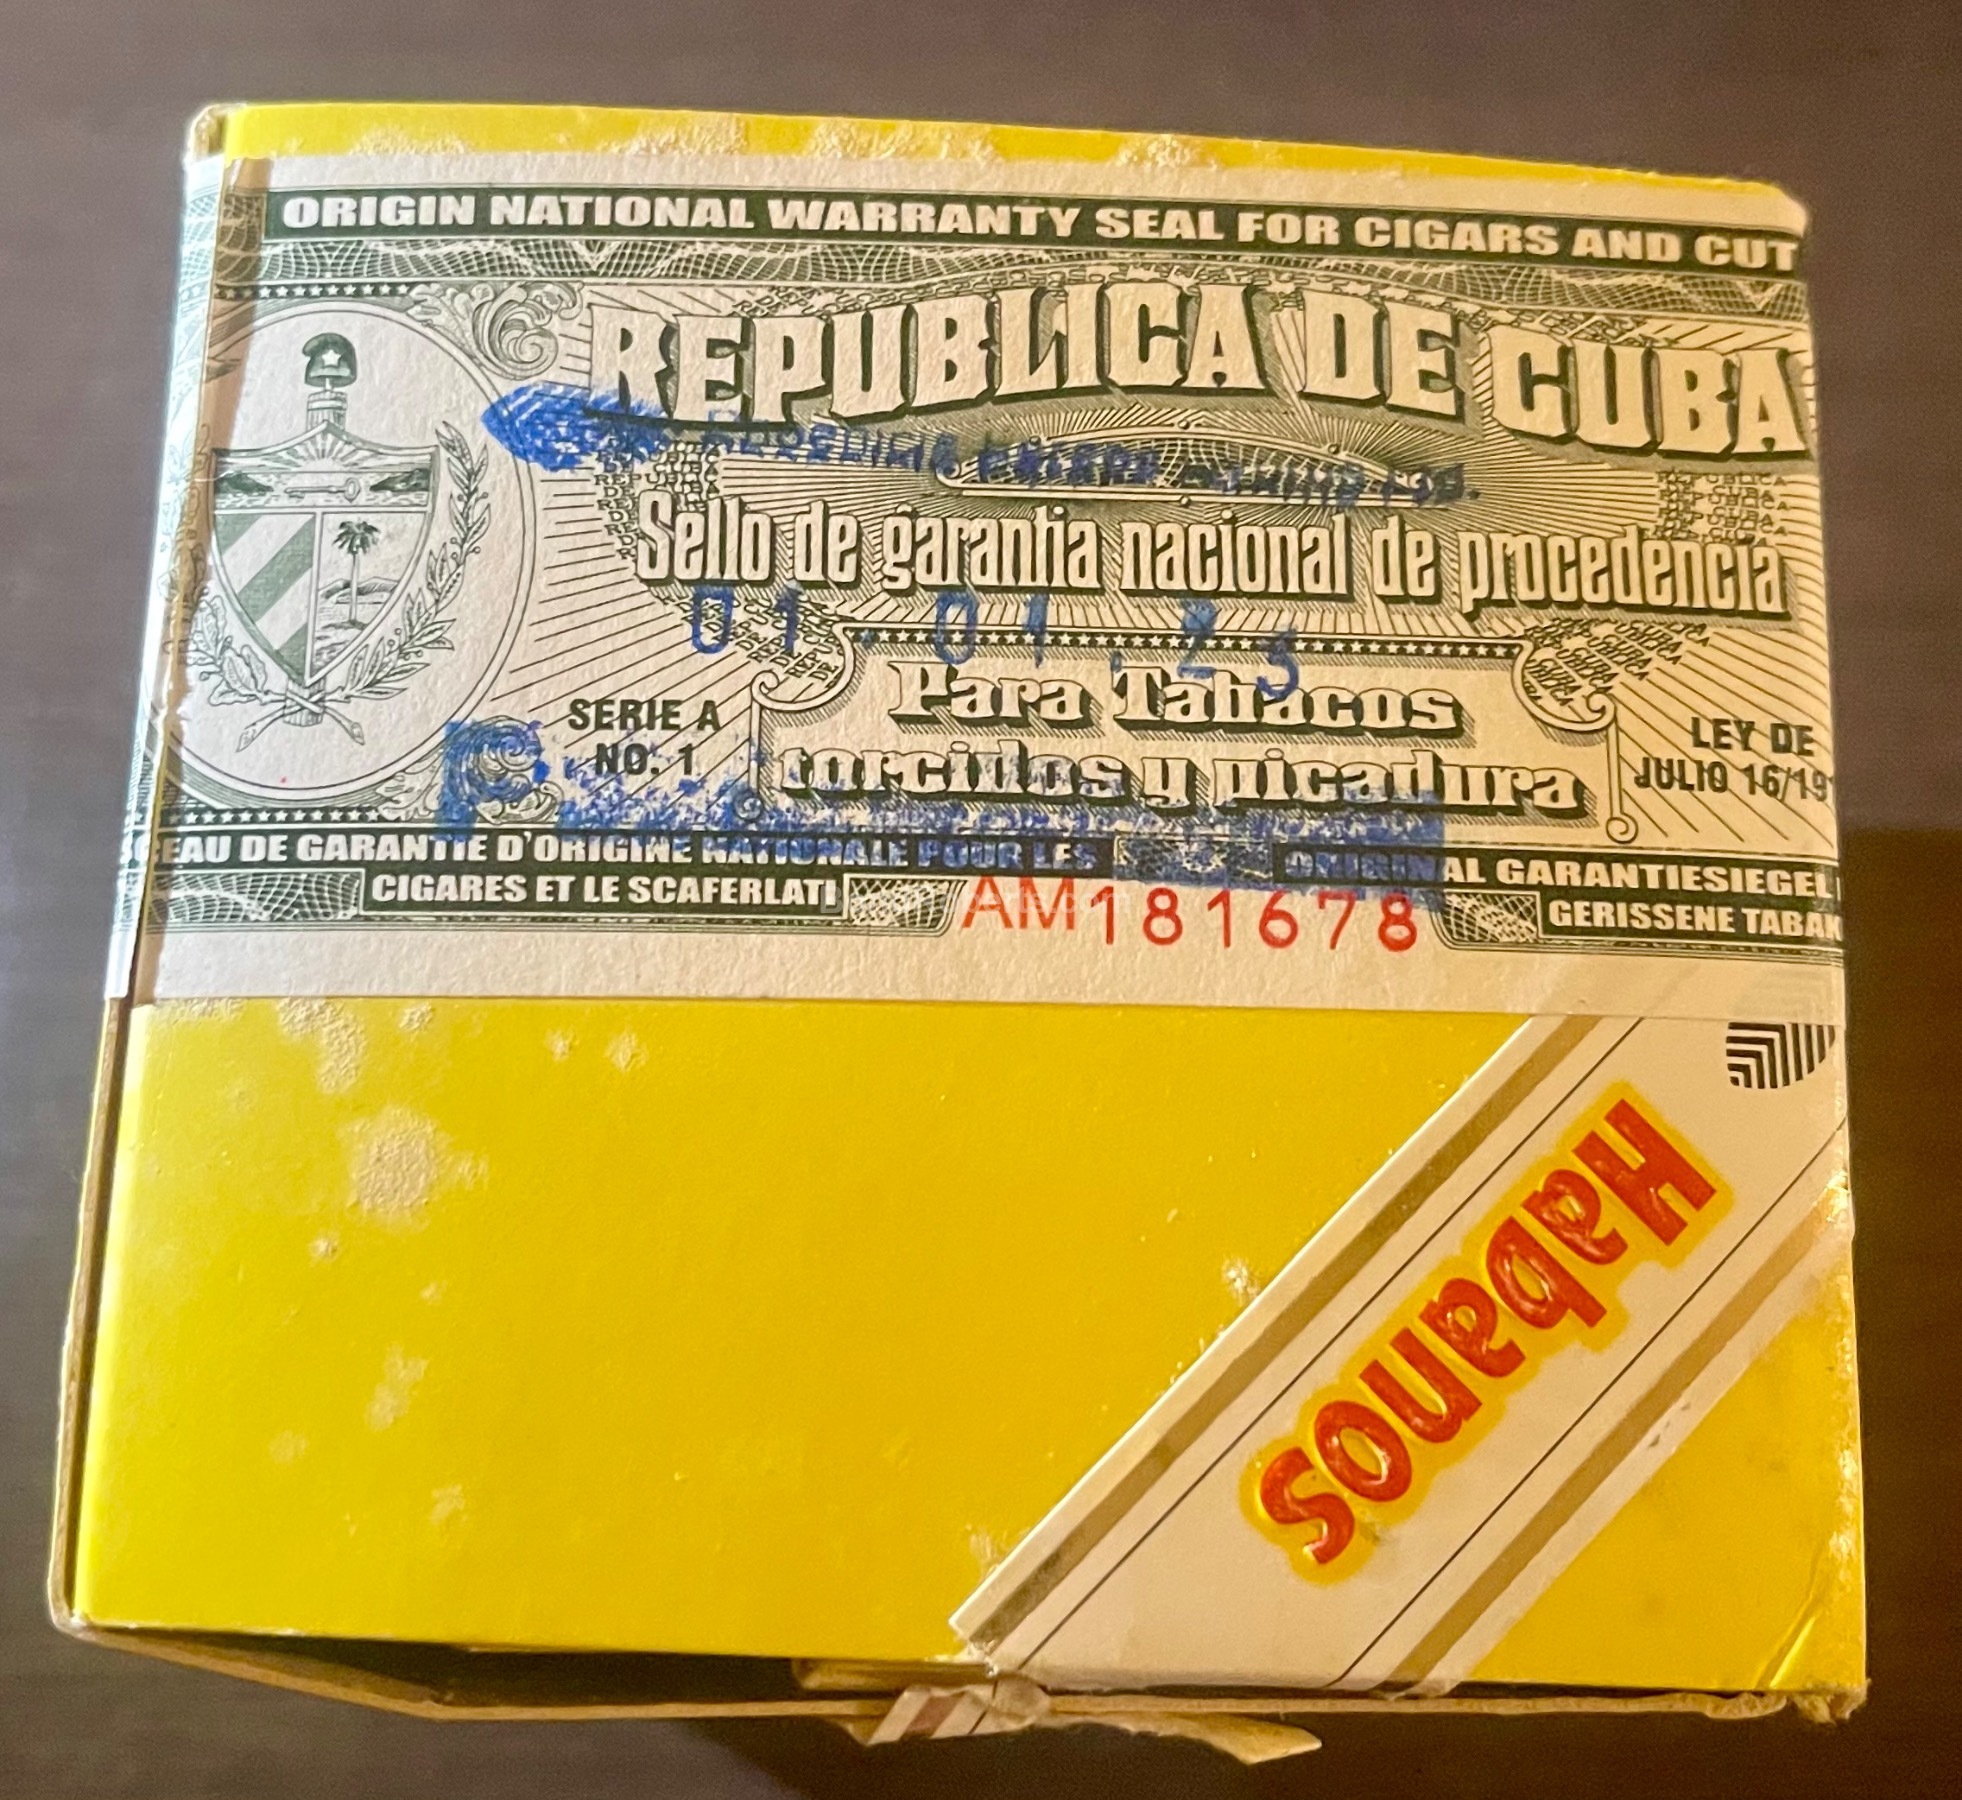 ORIGIN NATIONAL WARRANTY SEAL FOR CIGARS AND CUT
REPUBLICA DE CUBA
Sello de garantia nacional de procedencia
01.01.25
Para Tabacos
torcidos y picadura
SERIE A
NO. 1
LEY DE
JULIO 16/19
EAU DE GARANTIE D'ORIGINE NATIONALE POUR LES
CIGARES ET LE SCAFERLATI
ORIGINAL GARANTIESIEGEL
GERISSENE TABAK
AM181678
Habanos